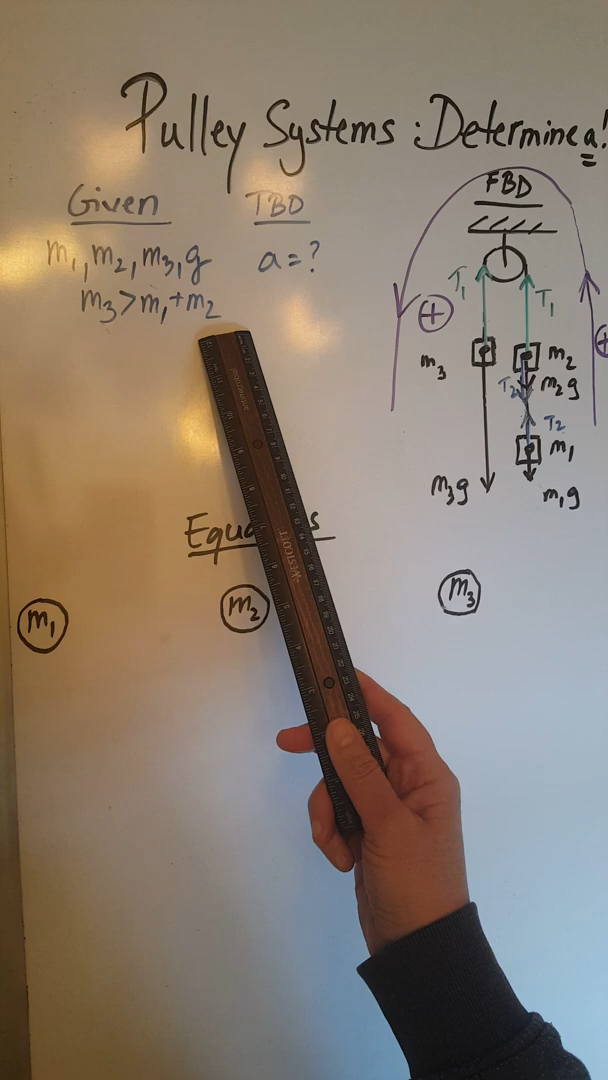 Pulley Systems : Determine a!
Given
m₁, m₂, m₃, g
m₃ > m₁ + m₂
TBD
a = ?
FBD
T₁
T₁
+
+
m₃
m₂
T₂
m₂g
T₂
m₁
m₃g
m₁g
WESTCOTT
m₁
m₂
m₃